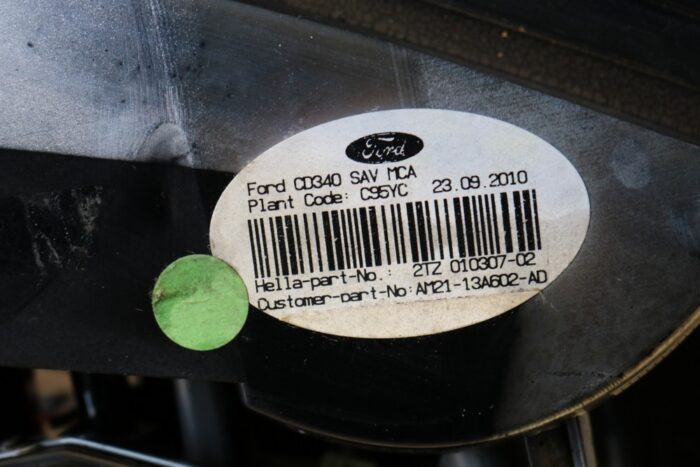 Ford
Ford CD340 SAV MCA
Plant Code: C95YC 23.09.2010
Hella-part-No.: 2TZ 010307-02
Customer-part-No: AM21-13A602-AD